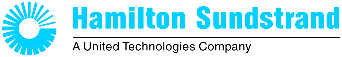 Hamilton Sundstrand
A United Technologies Company